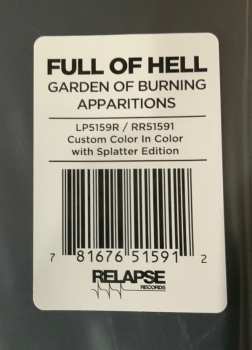 FULL OF HELL
GARDEN OF BURNING
APPARITIONS
LP5159R / RR51591
Custom Color In Color
with Splatter Edition
7 81676 51591 2
RELAPSE
RECORDS